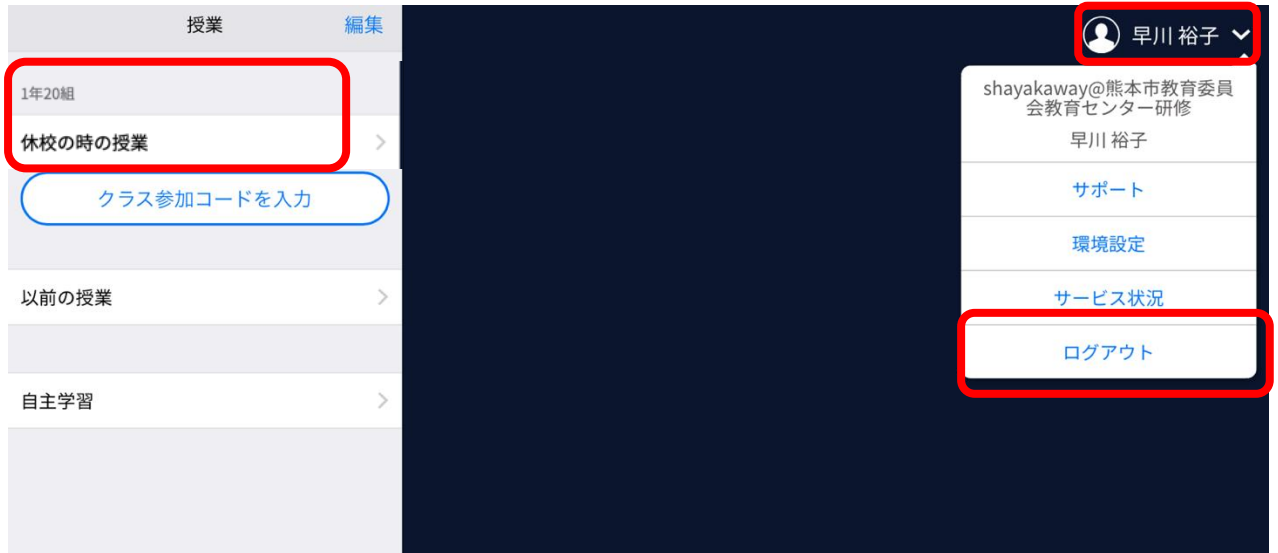 授業
編集
1年20組
休校の時の授業
クラス参加コードを入力
以前の授業
自主学習
早川 裕子
shayakaway@熊本市教育委員
会教育センター研修
早川 裕子
サポート
環境設定
サービス状況
ログアウト